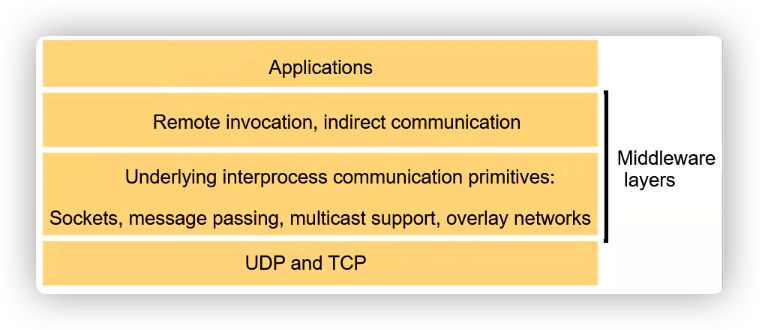 Applications
Remote invocation, indirect communication
Middleware
layers
Underlying interprocess communication primitives:
Sockets, message passing, multicast support, overlay networks
UDP and TCP